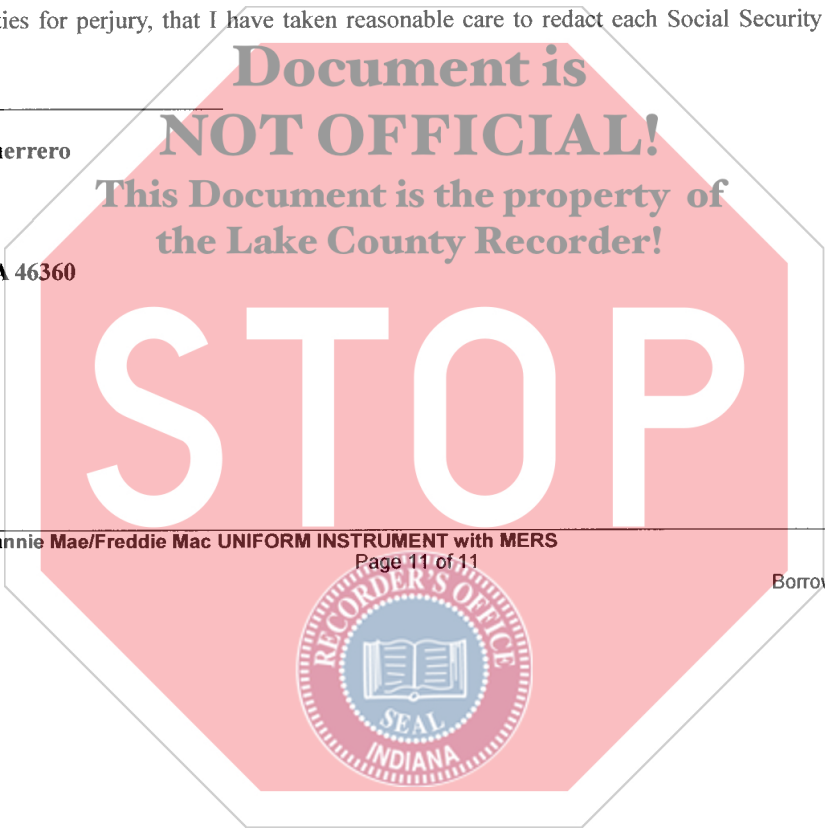 ties for perjury, that I have taken reasonable care to redact each Social Security
Document is
NOT OFFICIAL!
errero
This Document is the property of
the Lake County Recorder!
A 46360
STOP
nnie Mae/Freddie Mac UNIFORM INSTRUMENT with MERS
Page 11 of 11
Borrow
RECORDER'S OFFICE
SEAL
INDIANA